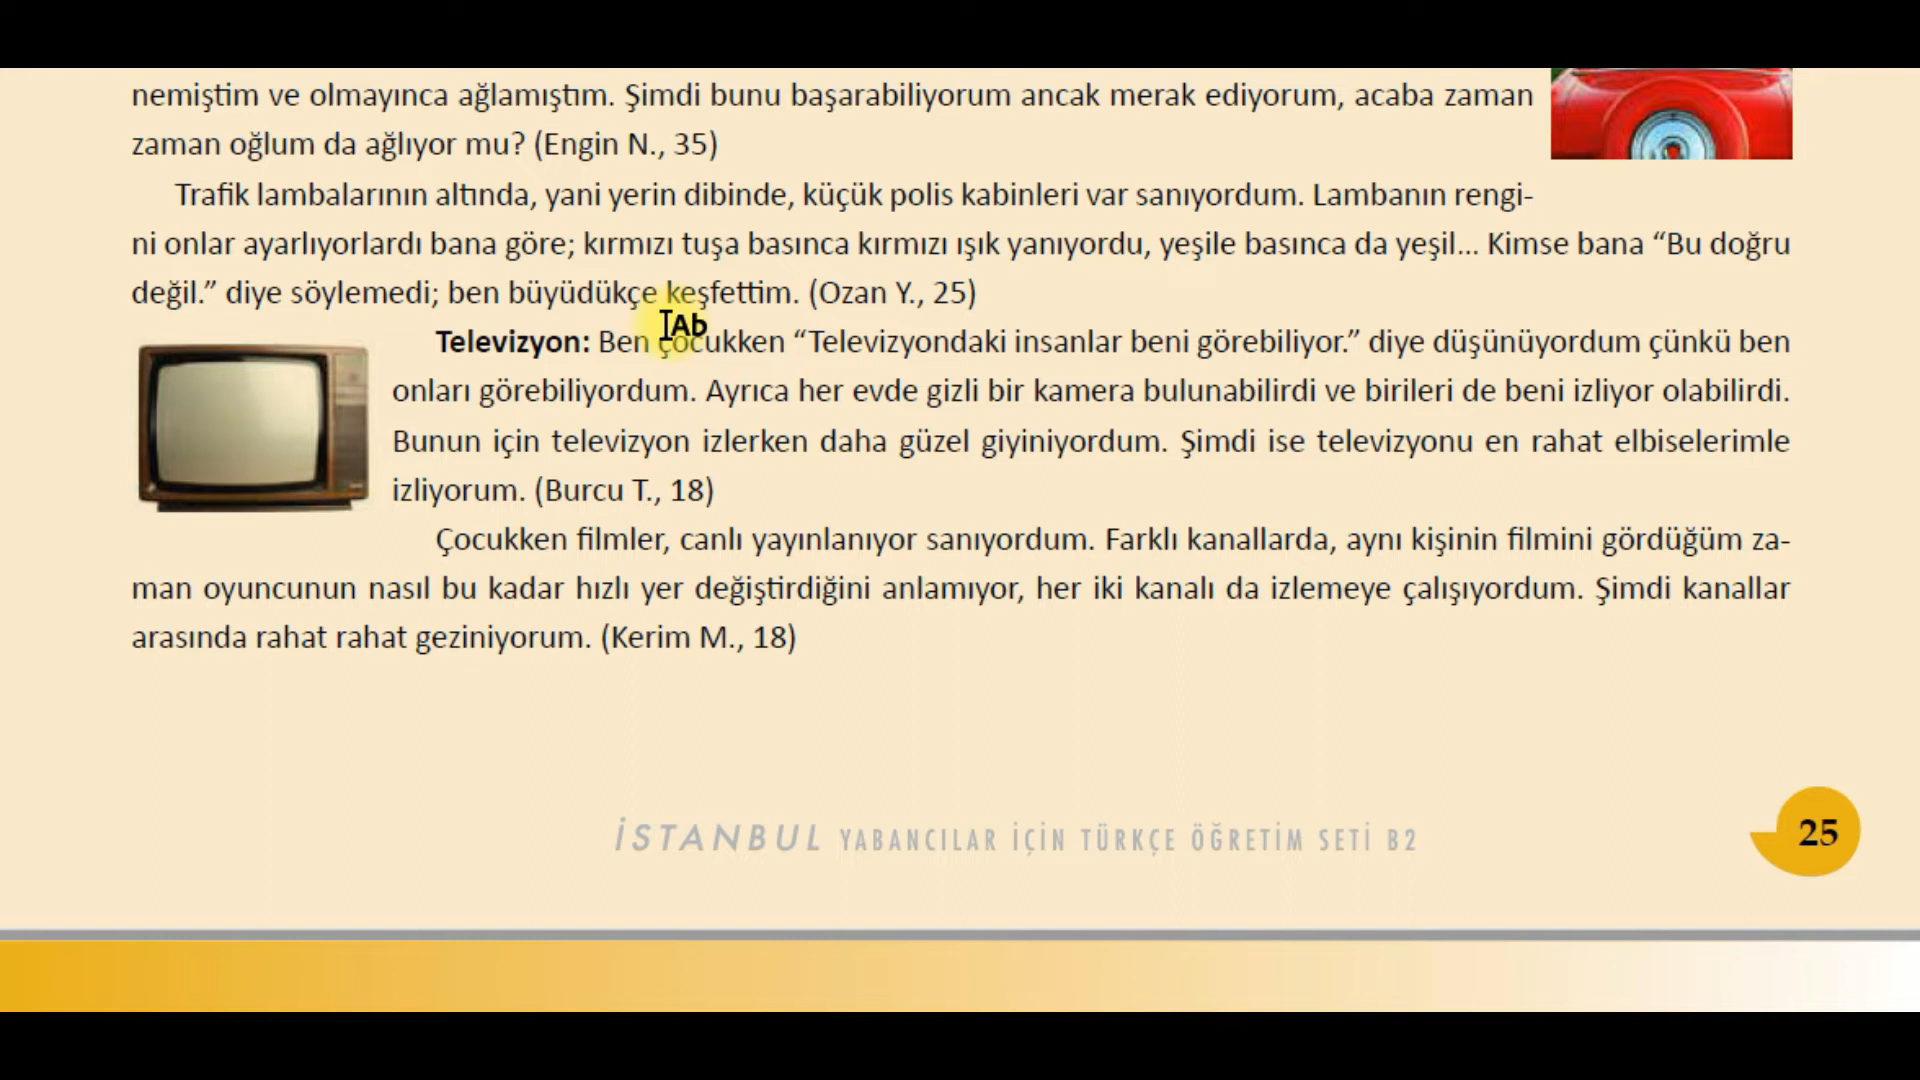 nemiştim ve olmayınca ağlamıştım. Şimdi bunu başarabiliyorum ancak merak ediyorum, acaba zaman
zaman oğlum da ağlıyor mu? (Engin N., 35)
Trafik lambalarının altında, yani yerin dibinde, küçük polis kabinleri var sanıyordum. Lambanın rengi-
ni onlar ayarlıyorlardı bana göre; kırmızı tuşa basınca kırmızı ışık yanıyordu, yeşile basınca da yeşil... Kimse bana “Bu doğru
değil.” diye söylemedi; ben büyüdükçe keşfettim. (Ozan Y., 25)
Ab
Televizyon: Ben çocukken “Televizyondaki insanlar beni görebiliyor.” diye düşünüyordum çünkü ben
onları görebiliyordum. Ayrıca her evde gizli bir kamera bulunabilirdi ve birileri de beni izliyor olabilirdi.
Bunun için televizyon izlerken daha güzel giyiniyordum. Şimdi ise televizyonu en rahat elbiselerimle
izliyorum. (Burcu T., 18)
Çocukken filmler, canlı yayınlanıyor sanıyordum. Farklı kanallarda, aynı kişinin filmini gördüğüm za-
man oyuncunun nasıl bu kadar hızlı yer değiştirdiğini anlamıyor, her iki kanalı da izlemeye çalışıyordum. Şimdi kanallar
arasında rahat rahat geziniyorum. (Kerim M., 18)
İSTANBUL YABANCILAR İÇİN TÜRKÇE ÖĞRETİM SETİ B2
25